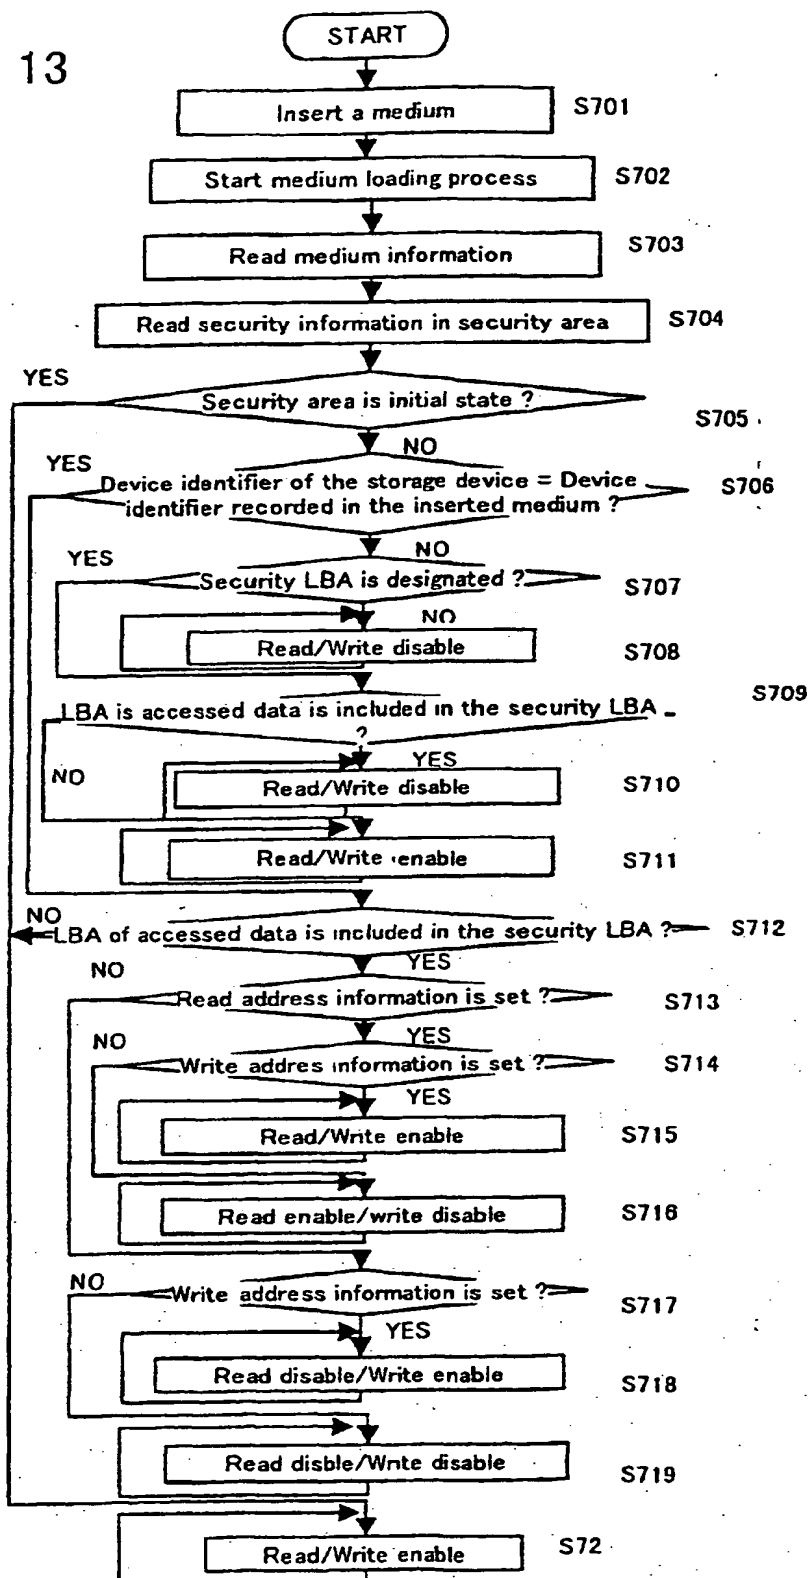 13
START
Insert a medium
S701
Start medium loading process
S702
Read medium information
S703
Read security information in security area
S704
YES
Security area is initial state ?
S705
NO
YES
Device identifier of the storage device = Device
identifier recorded in the inserted medium ?
S706
NO
YES
Security LBA is designated ?
S707
NO
Read/Write disable
S708
LBA is accessed data is included in the security LBA
?
S709
YES
NO
Read/Write disable
S710
Read/Write enable
S711
NO
LBA of accessed data is included in the security LBA ?
S712
YES
NO
Read address information is set ?
S713
YES
NO
Write addres information is set ?
S714
YES
Read/Write enable
S715
Read enable/write disable
S716
NO
Write address information is set ?
S717
YES
Read disable/Write enable
S718
Read disble/Write disable
S719
Read/Write enable
S72